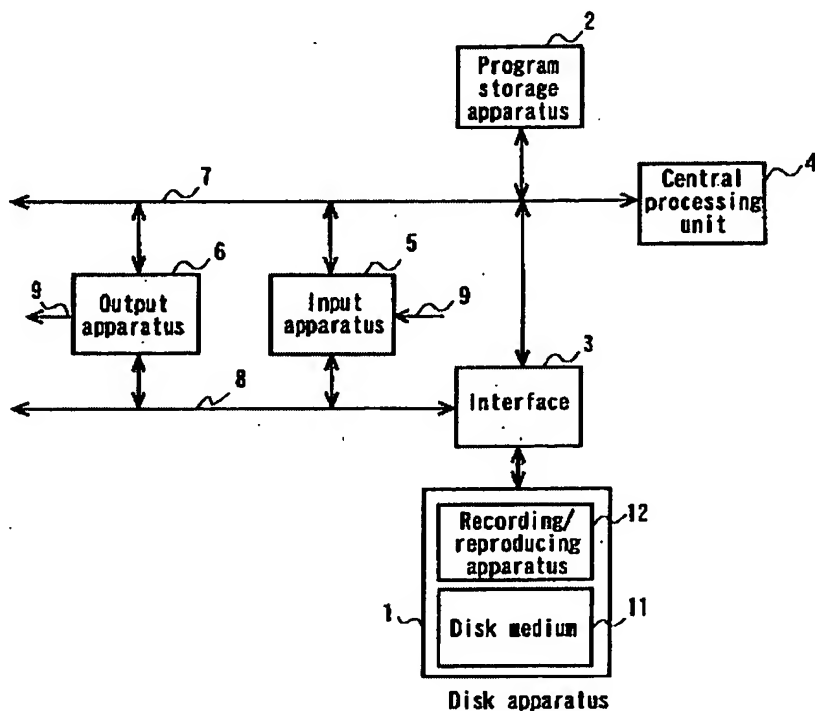 2
Program
storage
apparatus
7
Central
processing
unit
4
6
5
9
Output
apparatus
Input
apparatus
9
3
8
Interface
Recording/
reproducing
apparatus
12
1
Disk medium
11
Disk apparatus